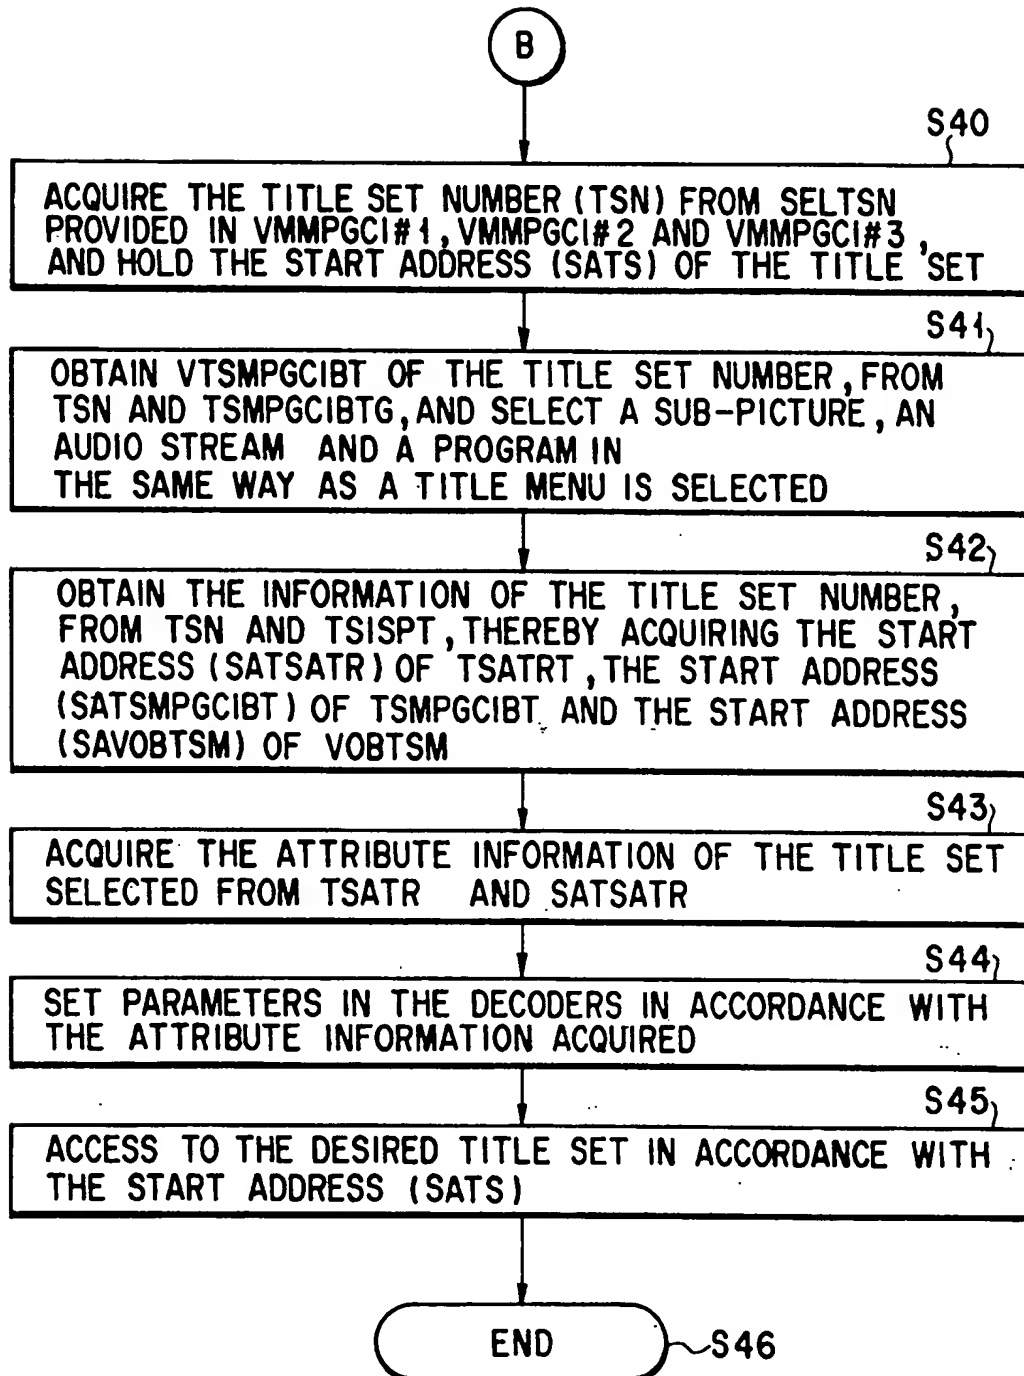 B
S40
ACQUIRE THE TITLE SET NUMBER (TSN) FROM SELTSN
PROVIDED IN VMMPGCI#1, VMMPGCI#2 AND VMMPGCI#3,
AND HOLD THE START ADDRESS (SATS) OF THE TITLE SET
S41
OBTAIN VTSMPGCIBT OF THE TITLE SET NUMBER, FROM
TSN AND TSMPGCIBTG, AND SELECT A SUB-PICTURE, AN
AUDIO STREAM AND A PROGRAM IN
THE SAME WAY AS A TITLE MENU IS SELECTED
S42
OBTAIN THE INFORMATION OF THE TITLE SET NUMBER,
FROM TSN AND TSISPT, THEREBY ACQUIRING THE START
ADDRESS (SATSATR) OF TSATRT, THE START ADDRESS
(SATSMPGCIBT) OF TSMPGCIBT AND THE START ADDRESS
(SAVOBTSM) OF VOBTSM
S43
ACQUIRE THE ATTRIBUTE INFORMATION OF THE TITLE SET
SELECTED FROM TSATR AND SATSATR
S44
SET PARAMETERS IN THE DECODERS IN ACCORDANCE WITH
THE ATTRIBUTE INFORMATION ACQUIRED
S45
ACCESS TO THE DESIRED TITLE SET IN ACCORDANCE WITH
THE START ADDRESS (SATS)
END
S46